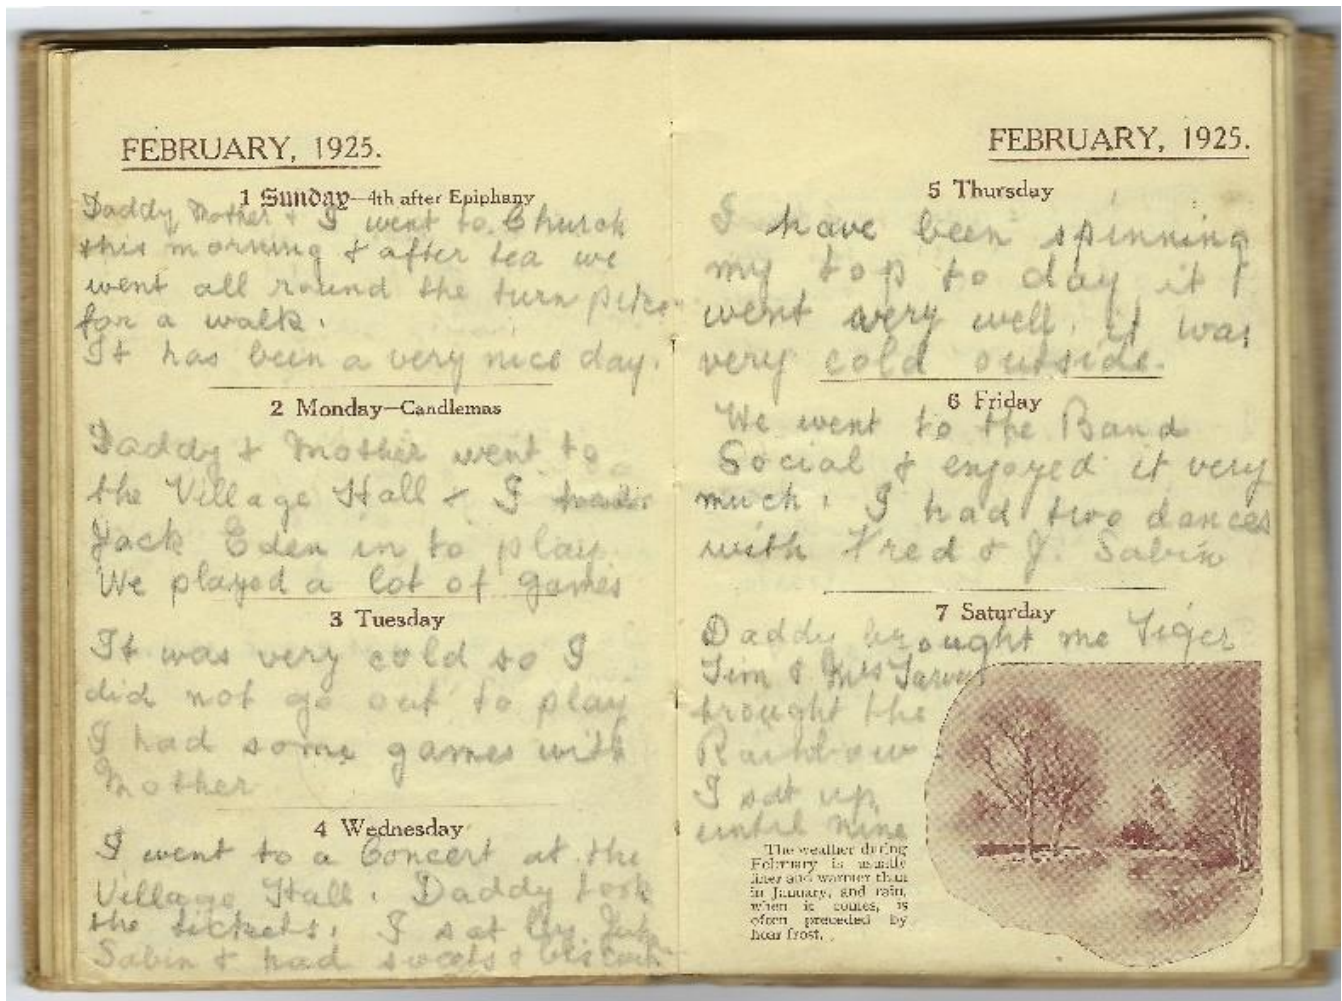 FEBRUARY, 1925.
1 Sunday—4th after Epiphany
Daddy, Mother & I went to Church
this morning & after tea we
went all round the turn pike
for a walk.
It has been a very nice day.
2 Monday—Candlemas
Daddy & Mother went to
the Village Hall & I
Jack Eden in to play
We played a lot of games
3 Tuesday
It was very cold so I
did not go out to play
I had some games with
Mother
4 Wednesday
I went to a Concert at the
Village Hall. Daddy took
the tickets. I sat by
Sabin & had sweets & biscuits
FEBRUARY, 1925.
5 Thursday
I have been spinning
my top to day it
went very well. it was
very cold outside.
6 Friday
We went to the Band
Social & enjoyed it very
much. I had two dances
with Fred & J. Sabin
7 Saturday
Daddy brought me Tiger
Tim & Mrs
brought the
Rainbow
I sat up
until nine
The weather during
February is usually
finer and warmer than
in January, and rain,
when it comes, is
often preceded by
hoar frost.